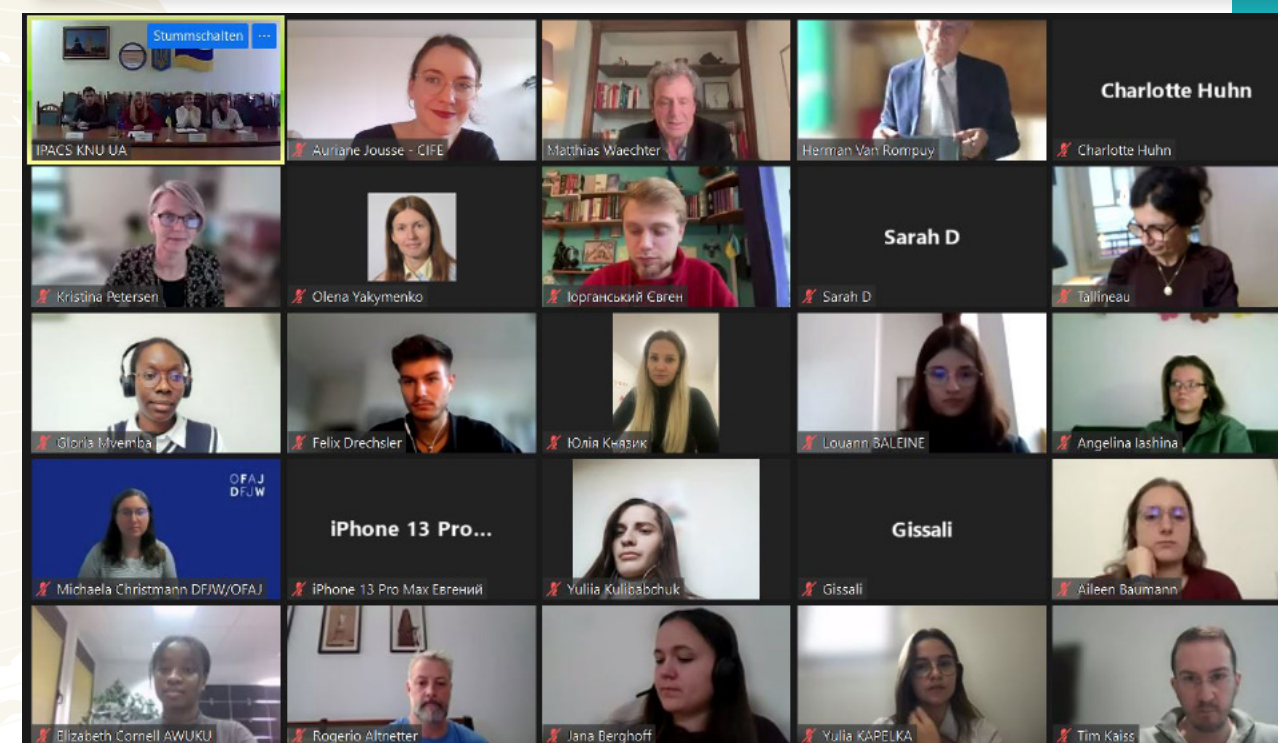 Stummschalten ...
IPACS KNU UA
Auriane Jousse - CIFE
Matthias Waechter
Herman Van Rompuy
Charlotte Huhn
Charlotte Huhn
Kristina Petersen
Olena Yakymenko
Іорганський Євген
Sarah D
Sarah D
Tallineau
Gloria Mvemba
Felix Drechsler
Юлія Князик
Louann BALEINE
Angelina Iashina
OFAJ
DFJW
Michaela Christmann DFJW/OFAJ
iPhone 13 Pro...
iPhone 13 Pro Max Евгений
Yuliia Kulibabchuk
Gissali
Gissali
Aileen Baumann
Elizabeth Cornell AWUKU
Rogerio Altnetter
Jana Berghoff
Yulia KAPELKA
Tim Kaiss